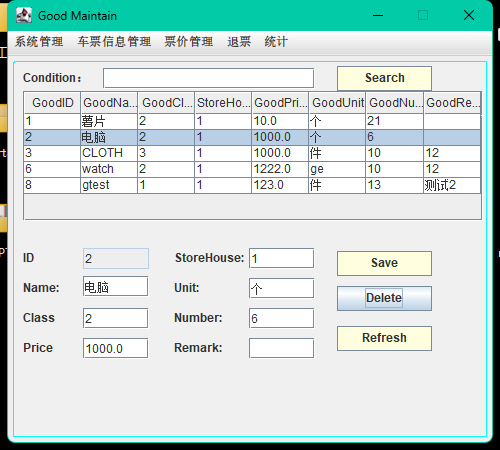 Good Maintain
系统管理 车票信息管理 票价管理 退票 统计
Condition: Search
GoodID GoodNa... GoodCl... StoreHo... GoodPri... GoodUnit GoodNu... GoodRe...
1 薯片 2 1 10.0 个 21
2 电脑 2 1 1000.0 个 6
3 CLOTH 3 1 1000.0 件 10 12
6 watch 2 1 1222.0 ge 10 12
8 gtest 1 1 123.0 件 13 测试2
ID 2 StoreHouse: 1 Save
Name: 电脑 Unit: 个 Delete
Class 2 Number: 6 Refresh
Price 1000.0 Remark: